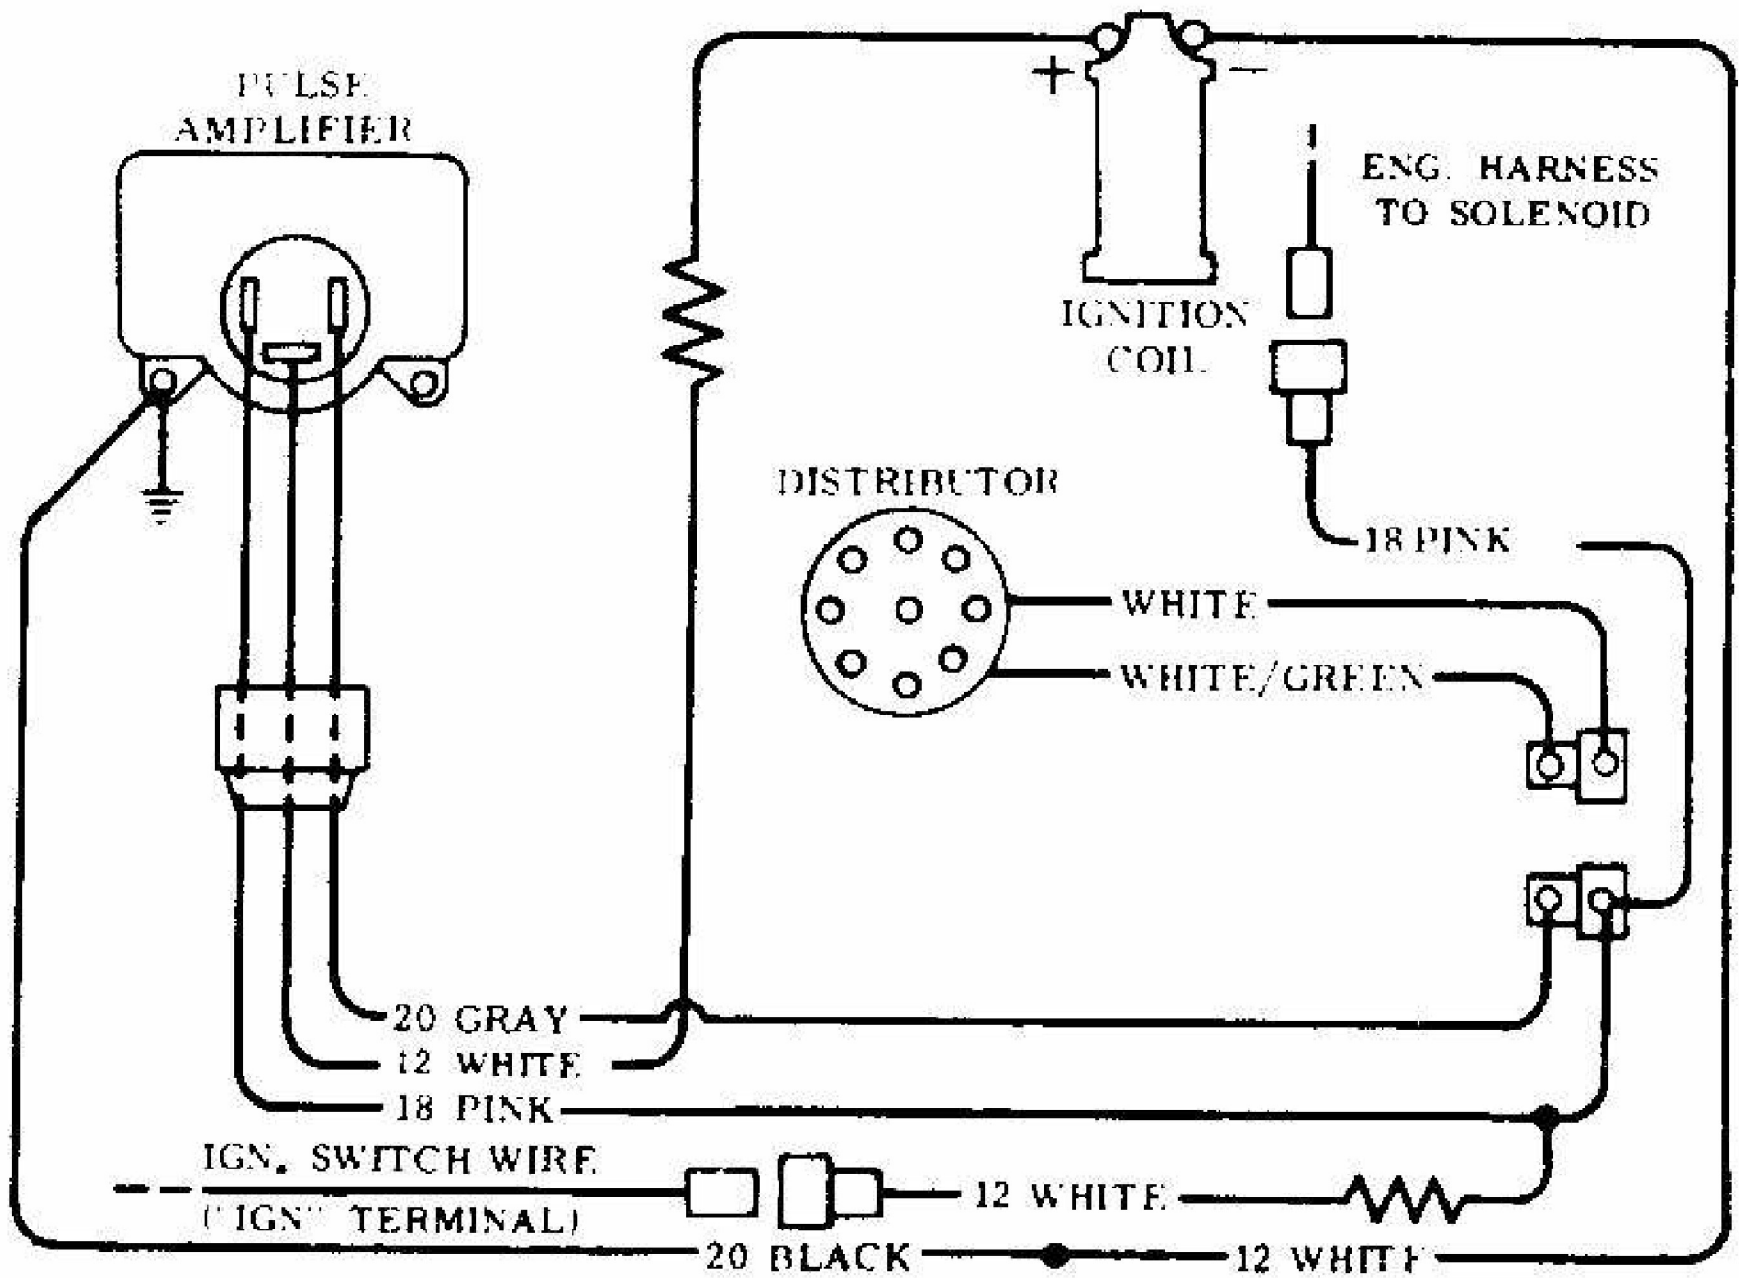 PULSE
AMPLIFIER
+
−
ENG. HARNESS
TO SOLENOID
IGNITION
COIL
DISTRIBUTOR
18 PINK
WHITE
WHITE/GREEN
20 GRAY
12 WHITE
18 PINK
IGN. SWITCH WIRE
("IGN" TERMINAL)
12 WHITE
20 BLACK
12 WHITE